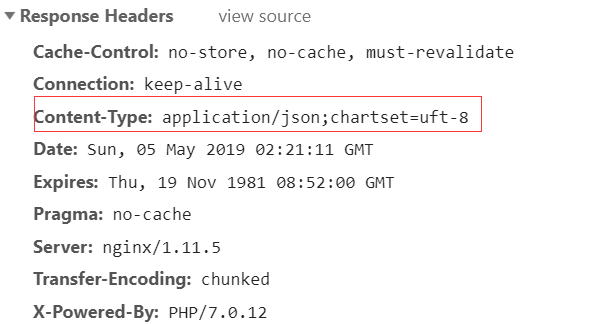 Response Headers view source
Cache-Control: no-store, no-cache, must-revalidate
Connection: keep-alive
Content-Type: application/json;chartset=uft-8
Date: Sun, 05 May 2019 02:21:11 GMT
Expires: Thu, 19 Nov 1981 08:52:00 GMT
Pragma: no-cache
Server: nginx/1.11.5
Transfer-Encoding: chunked
X-Powered-By: PHP/7.0.12